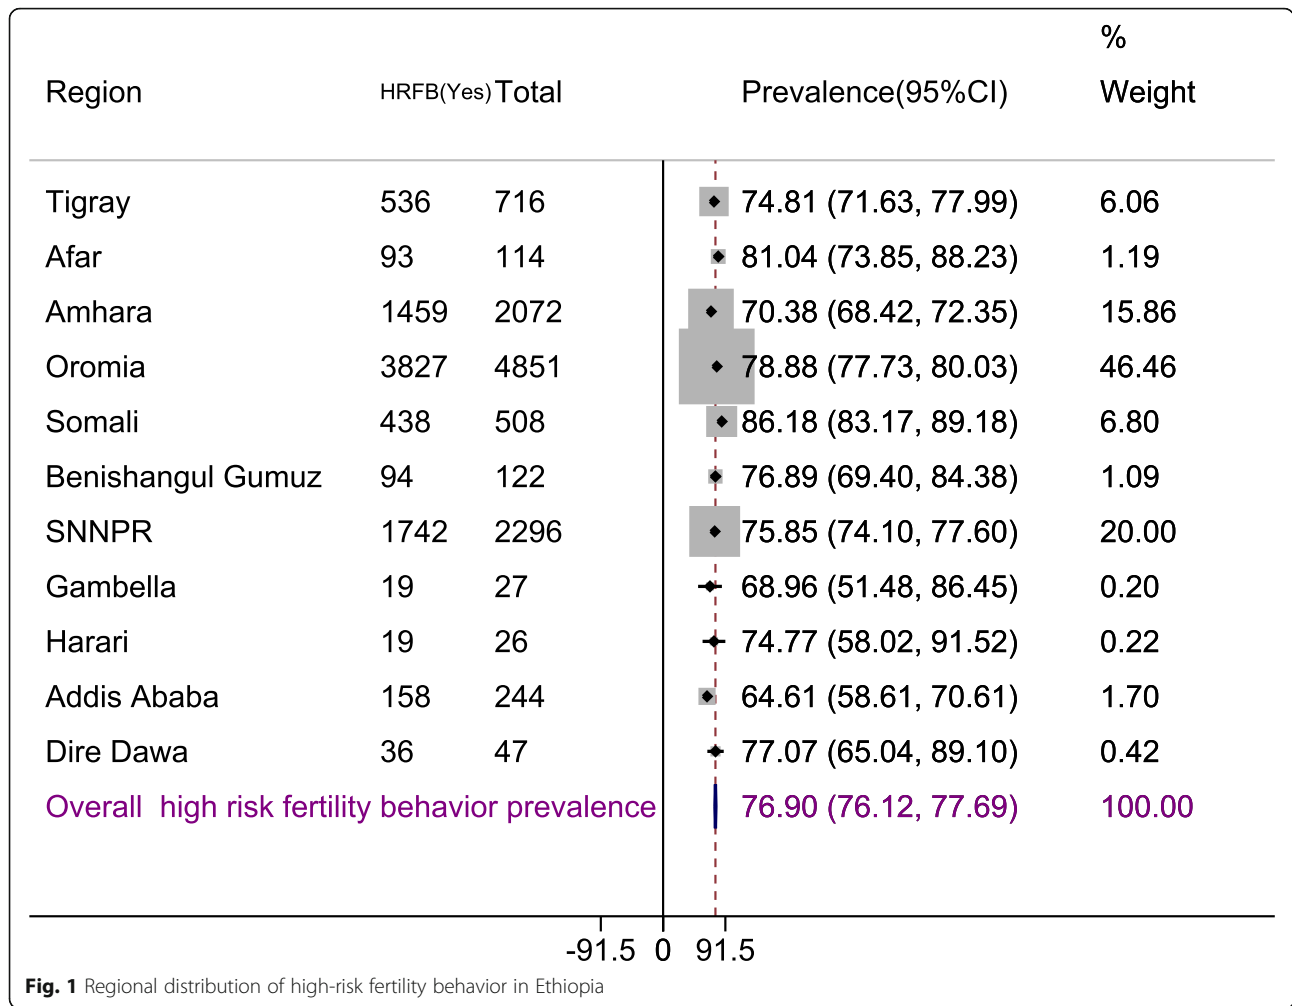 %
Region HRFB(Yes) Total Prevalence(95%CI) Weight
Tigray 536 716 74.81 (71.63, 77.99) 6.06
Afar 93 114 81.04 (73.85, 88.23) 1.19
Amhara 1459 2072 70.38 (68.42, 72.35) 15.86
Oromia 3827 4851 78.88 (77.73, 80.03) 46.46
Somali 438 508 86.18 (83.17, 89.18) 6.80
Benishangul Gumuz 94 122 76.89 (69.40, 84.38) 1.09
SNNPR 1742 2296 75.85 (74.10, 77.60) 20.00
Gambella 19 27 68.96 (51.48, 86.45) 0.20
Harari 19 26 74.77 (58.02, 91.52) 0.22
Addis Ababa 158 244 64.61 (58.61, 70.61) 1.70
Dire Dawa 36 47 77.07 (65.04, 89.10) 0.42
Overall high risk fertility behavior prevalence 76.90 (76.12, 77.69) 100.00
-91.5 0 91.5
Fig. 1 Regional distribution of high-risk fertility behavior in Ethiopia